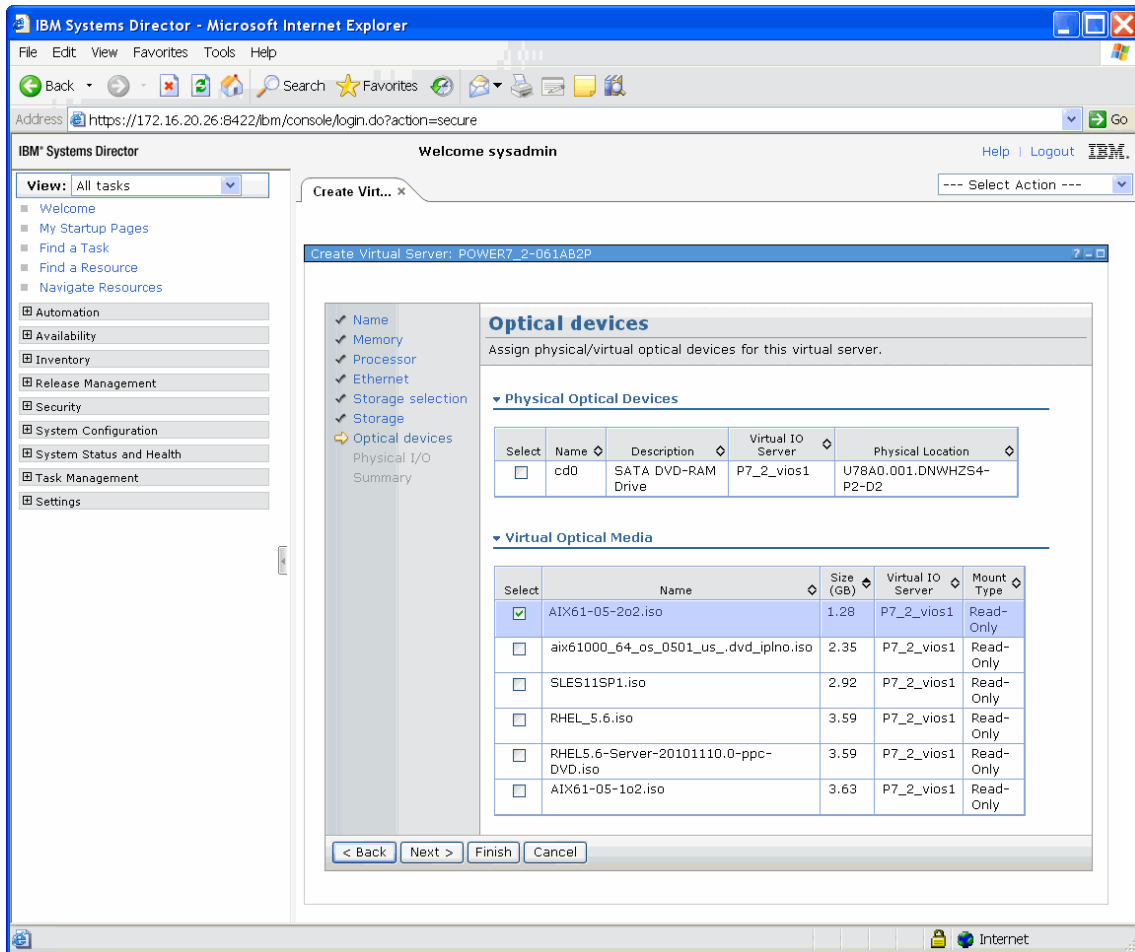 IBM Systems Director - Microsoft Internet Explorer
File Edit View Favorites Tools Help
Back Search Favorites
Address https://172.16.20.26:8422/ibm/console/login.do?action=secure Go
IBM® Systems Director Welcome sysadmin Help | Logout IBM.
View: All tasks
Create Virt... × --- Select Action ---
Welcome
My Startup Pages
Find a Task
Find a Resource
Navigate Resources
Automation
Availability
Inventory
Release Management
Security
System Configuration
System Status and Health
Task Management
Settings
Create Virtual Server: POWER7_2-061AB2P
Name
Memory
Processor
Ethernet
Storage selection
Storage
Optical devices
Physical I/O
Summary
Optical devices
Assign physical/virtual optical devices for this virtual server.
Physical Optical Devices
Select Name Description Virtual IO Server Physical Location
cd0 SATA DVD-RAM Drive P7_2_vios1 U78A0.001.DNWHZS4-P2-D2
Virtual Optical Media
Select Name Size (GB) Virtual IO Server Mount Type
AIX61-05-2o2.iso 1.28 P7_2_vios1 Read-Only
aix61000_64_os_0501_us_.dvd_iplno.iso 2.35 P7_2_vios1 Read-Only
SLES11SP1.iso 2.92 P7_2_vios1 Read-Only
RHEL_5.6.iso 3.59 P7_2_vios1 Read-Only
RHEL5.6-Server-20101110.0-ppc-DVD.iso 3.59 P7_2_vios1 Read-Only
AIX61-05-1o2.iso 3.63 P7_2_vios1 Read-Only
< Back Next > Finish Cancel
Internet